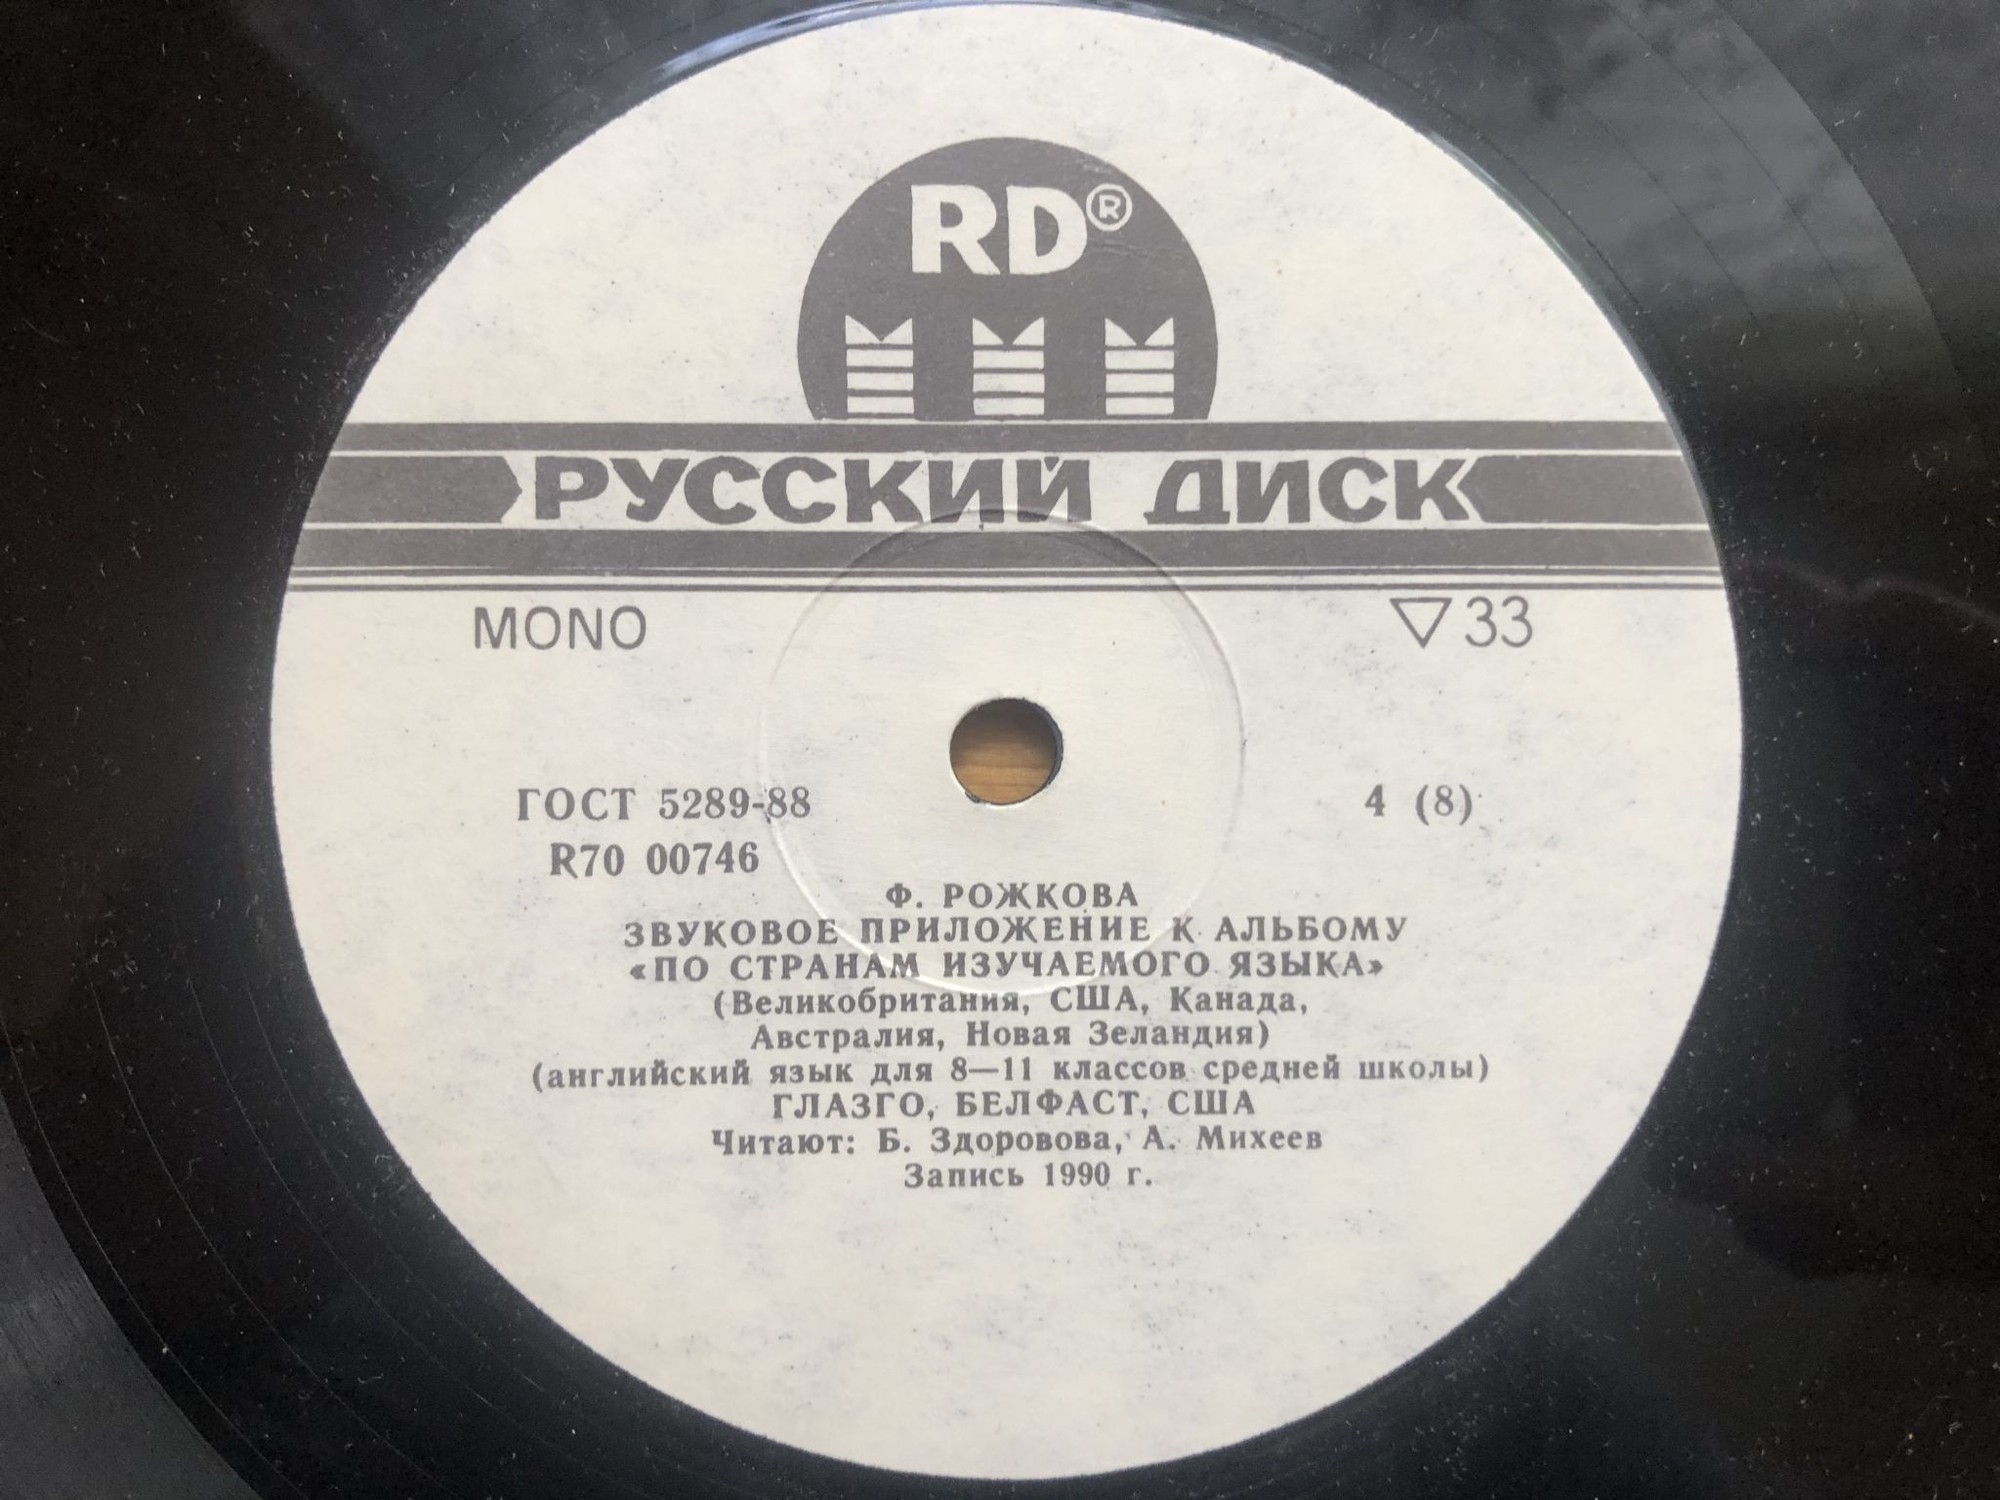 RD®
РУССКИЙ ДИСК
MONO ▽33
ГОСТ 5289-88 4 (8)
R70 00746
Ф. РОЖКОВА
ЗВУКОВОЕ ПРИЛОЖЕНИЕ К АЛЬБОМУ
«ПО СТРАНАМ ИЗУЧАЕМОГО ЯЗЫКА»
(Великобритания, США, Канада,
Австралия, Новая Зеландия)
(английский язык для 8—11 классов средней школы)
ГЛАЗГО, БЕЛФАСТ, США
Читают: Б. Здоровова, А. Михеев
Запись 1990 г.